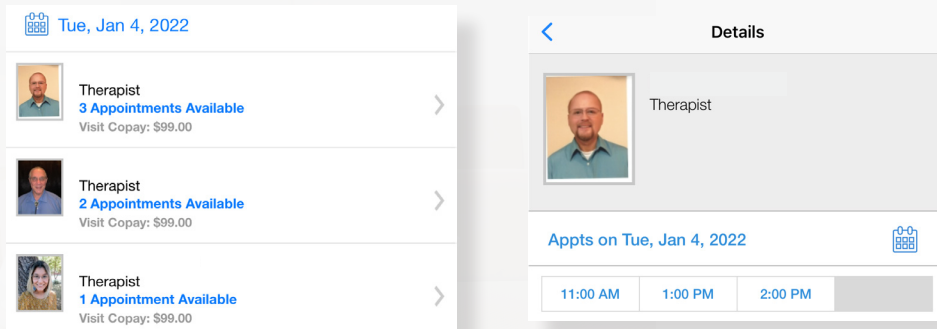 Tue, Jan 4, 2022
Therapist
3 Appointments Available
Visit Copay: $99.00
Therapist
2 Appointments Available
Visit Copay: $99.00
Therapist
1 Appointment Available
Visit Copay: $99.00
Details
Therapist
Appts on Tue, Jan 4, 2022
11:00 AM 1:00 PM 2:00 PM